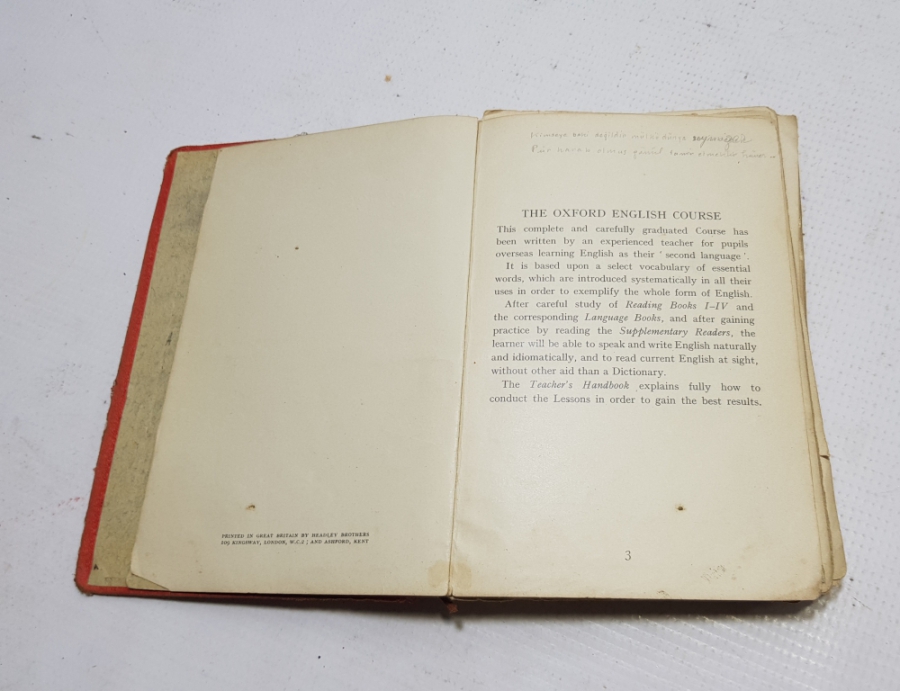 PRINTED IN GREAT BRITAIN BY HEADLEY BROTHERS
109 KINGSWAY, LONDON, W.C.2; AND ASHFORD, KENT
THE OXFORD ENGLISH COURSE
This complete and carefully graduated Course has
been written by an experienced teacher for pupils
overseas learning English as their ' second language '.
It is based upon a select vocabulary of essential
words, which are introduced systematically in all their
uses in order to exemplify the whole form of English.
After careful study of Reading Books I–IV and
the corresponding Language Books, and after gaining
practice by reading the Supplementary Readers, the
learner will be able to speak and write English naturally
and idiomatically, and to read current English at sight,
without other aid than a Dictionary.
The Teacher's Handbook explains fully how to
conduct the Lessons in order to gain the best results.
3